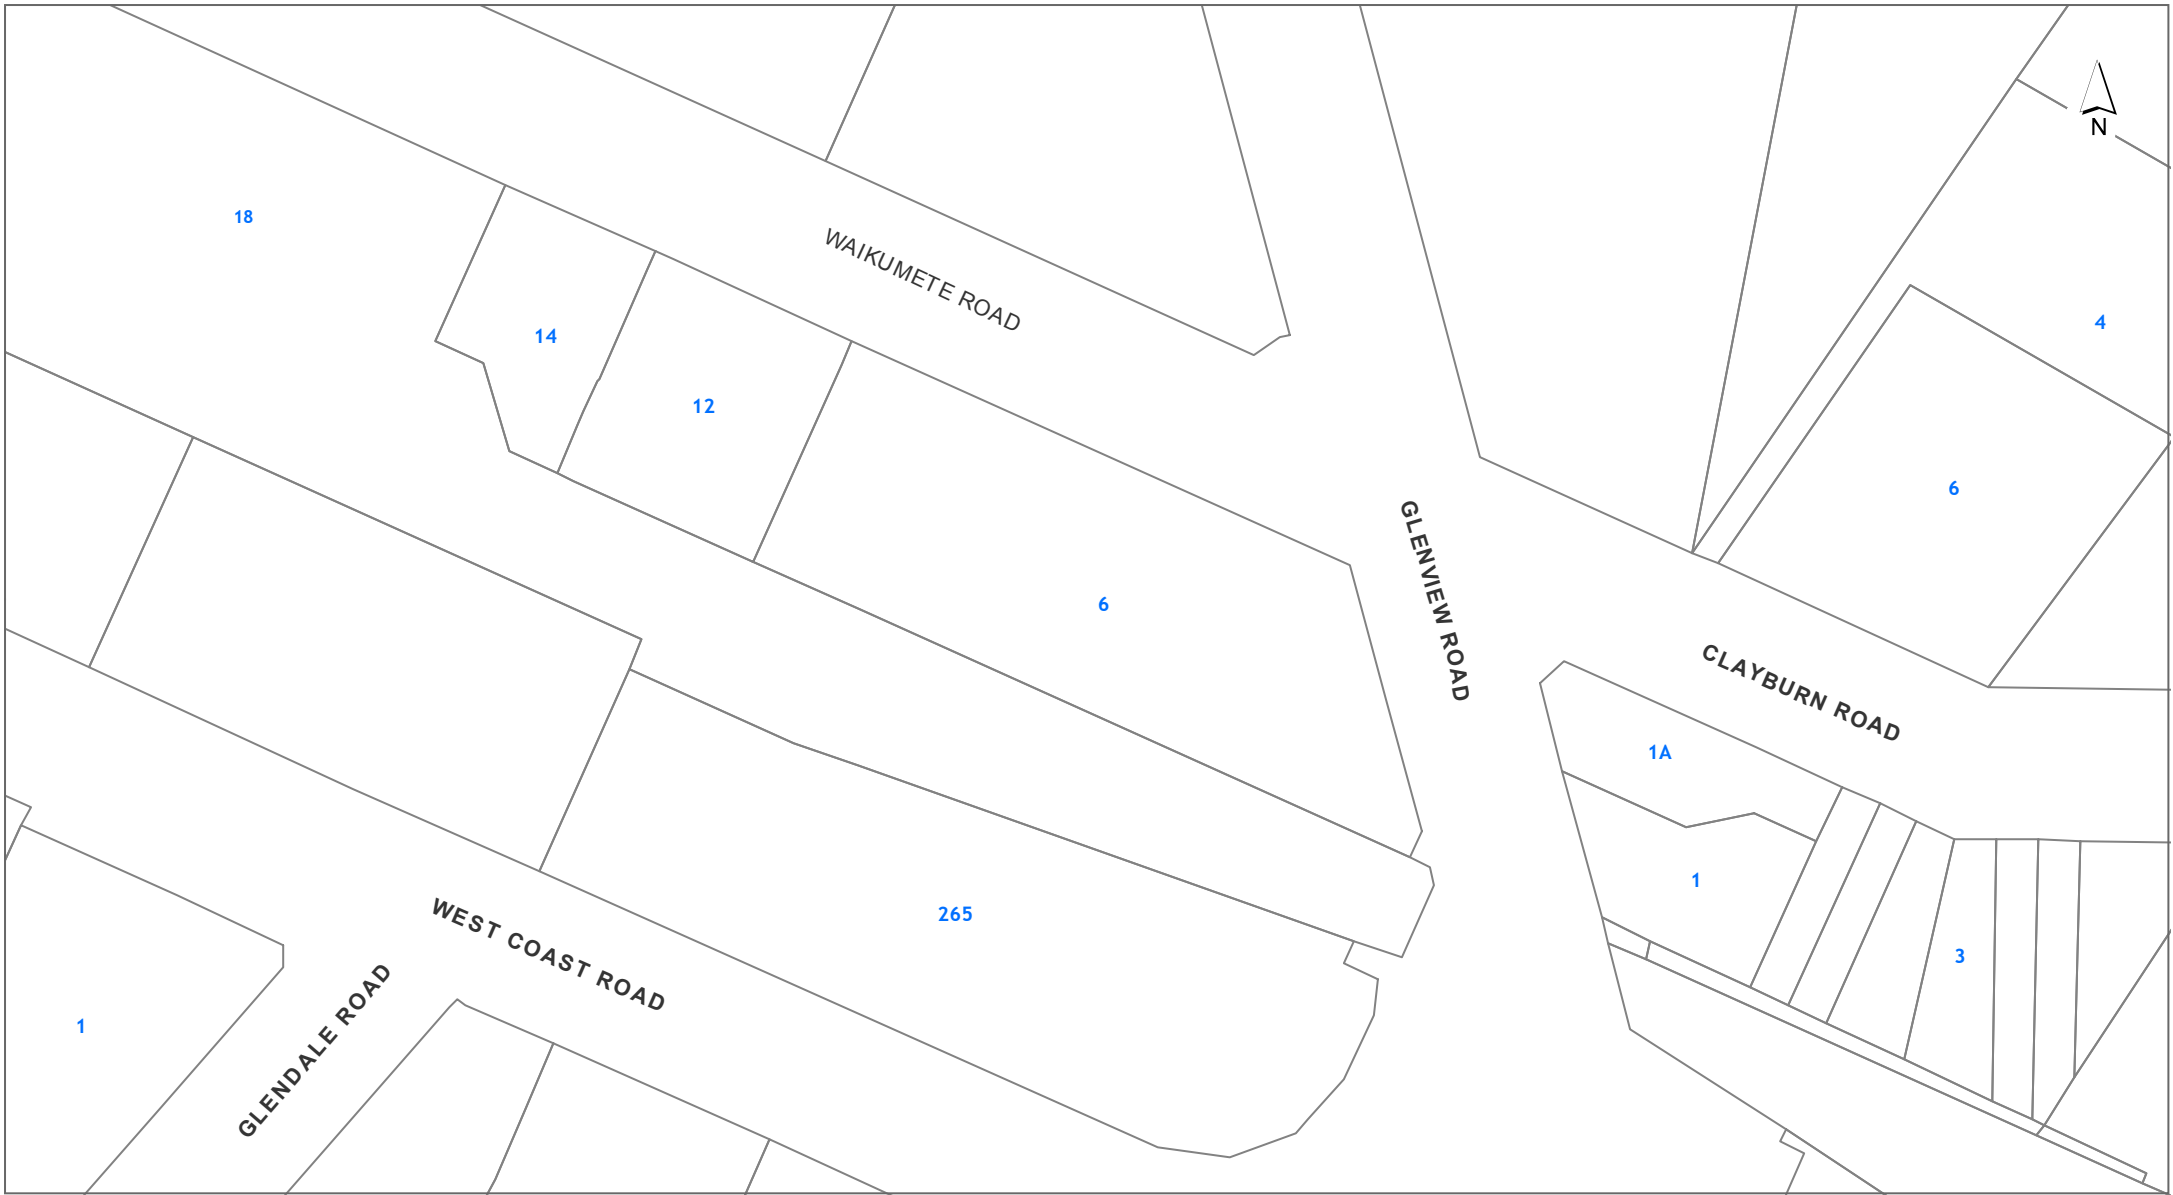 N
18
WAIKUMETE ROAD
4
14
12
6
GLENVIEW ROAD
6
CLAYBURN ROAD
1A
1
265
WEST COAST ROAD
3
GLENDALE ROAD
1